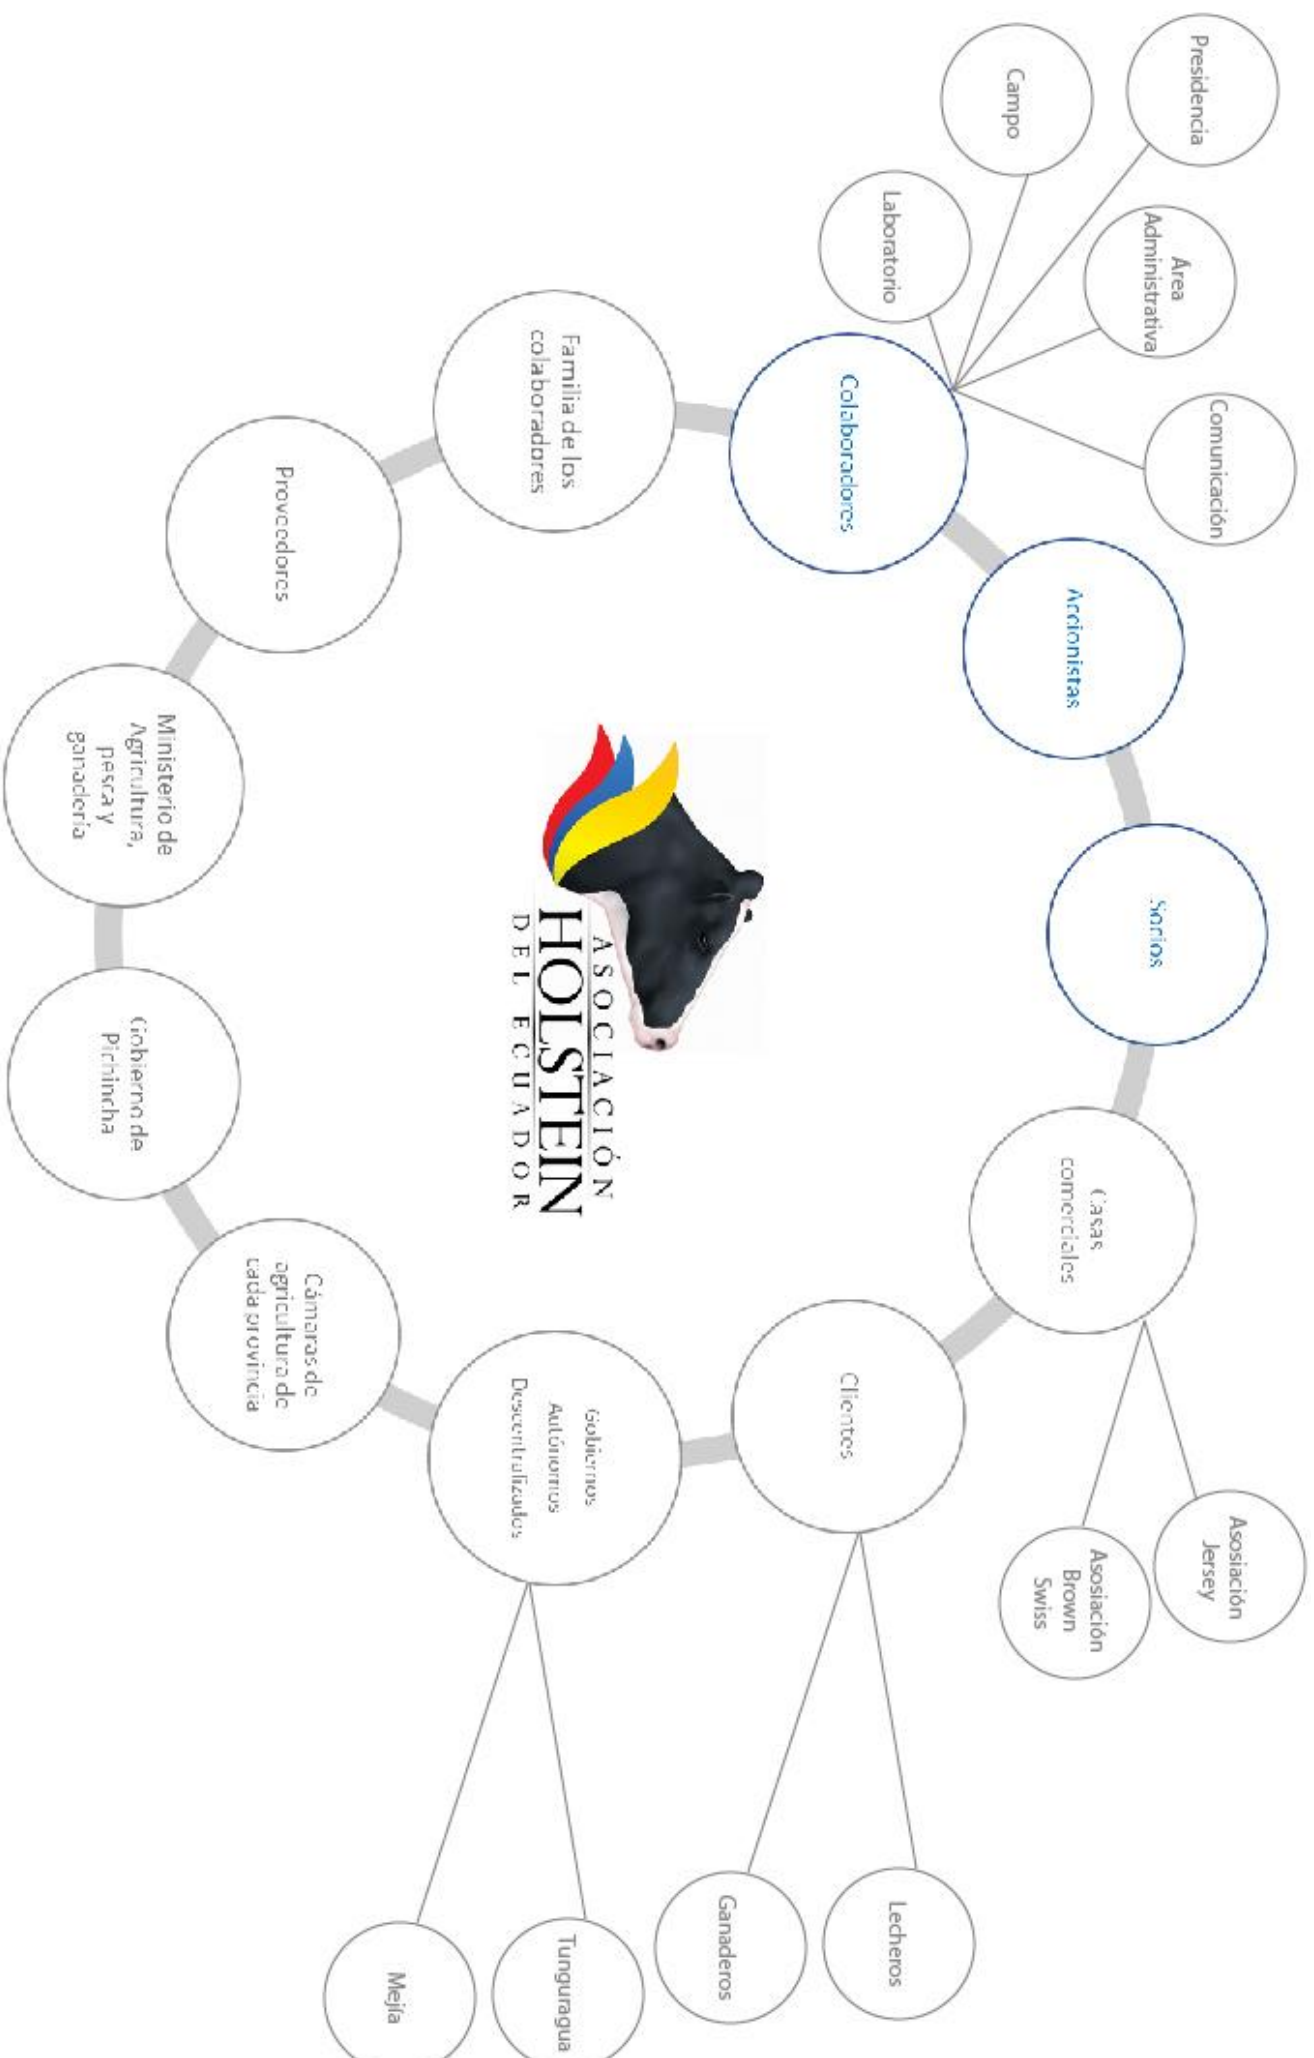 Presidencia
Campo
Área
Administrativa
Laboratorio
Comunicación
Colaboradores
Accionistas
Socios
Casas
comerciales
Asosiación
Jersey
Asosiación
Brown
Swiss
Clientes
Lecheros
Ganaderos
Gobiernos
Autónomos
Descentralizados
Tunguragua
Mejía
Cámaras de
agricultura de
cada provincia
Gobierno de
Pichincha
Ministerio de
Agricultura,
pesca y
ganadería
Proveedores
Familia de los
colaboradores
ASOCIACIÓN
HOLSTEIN
DEL ECUADOR